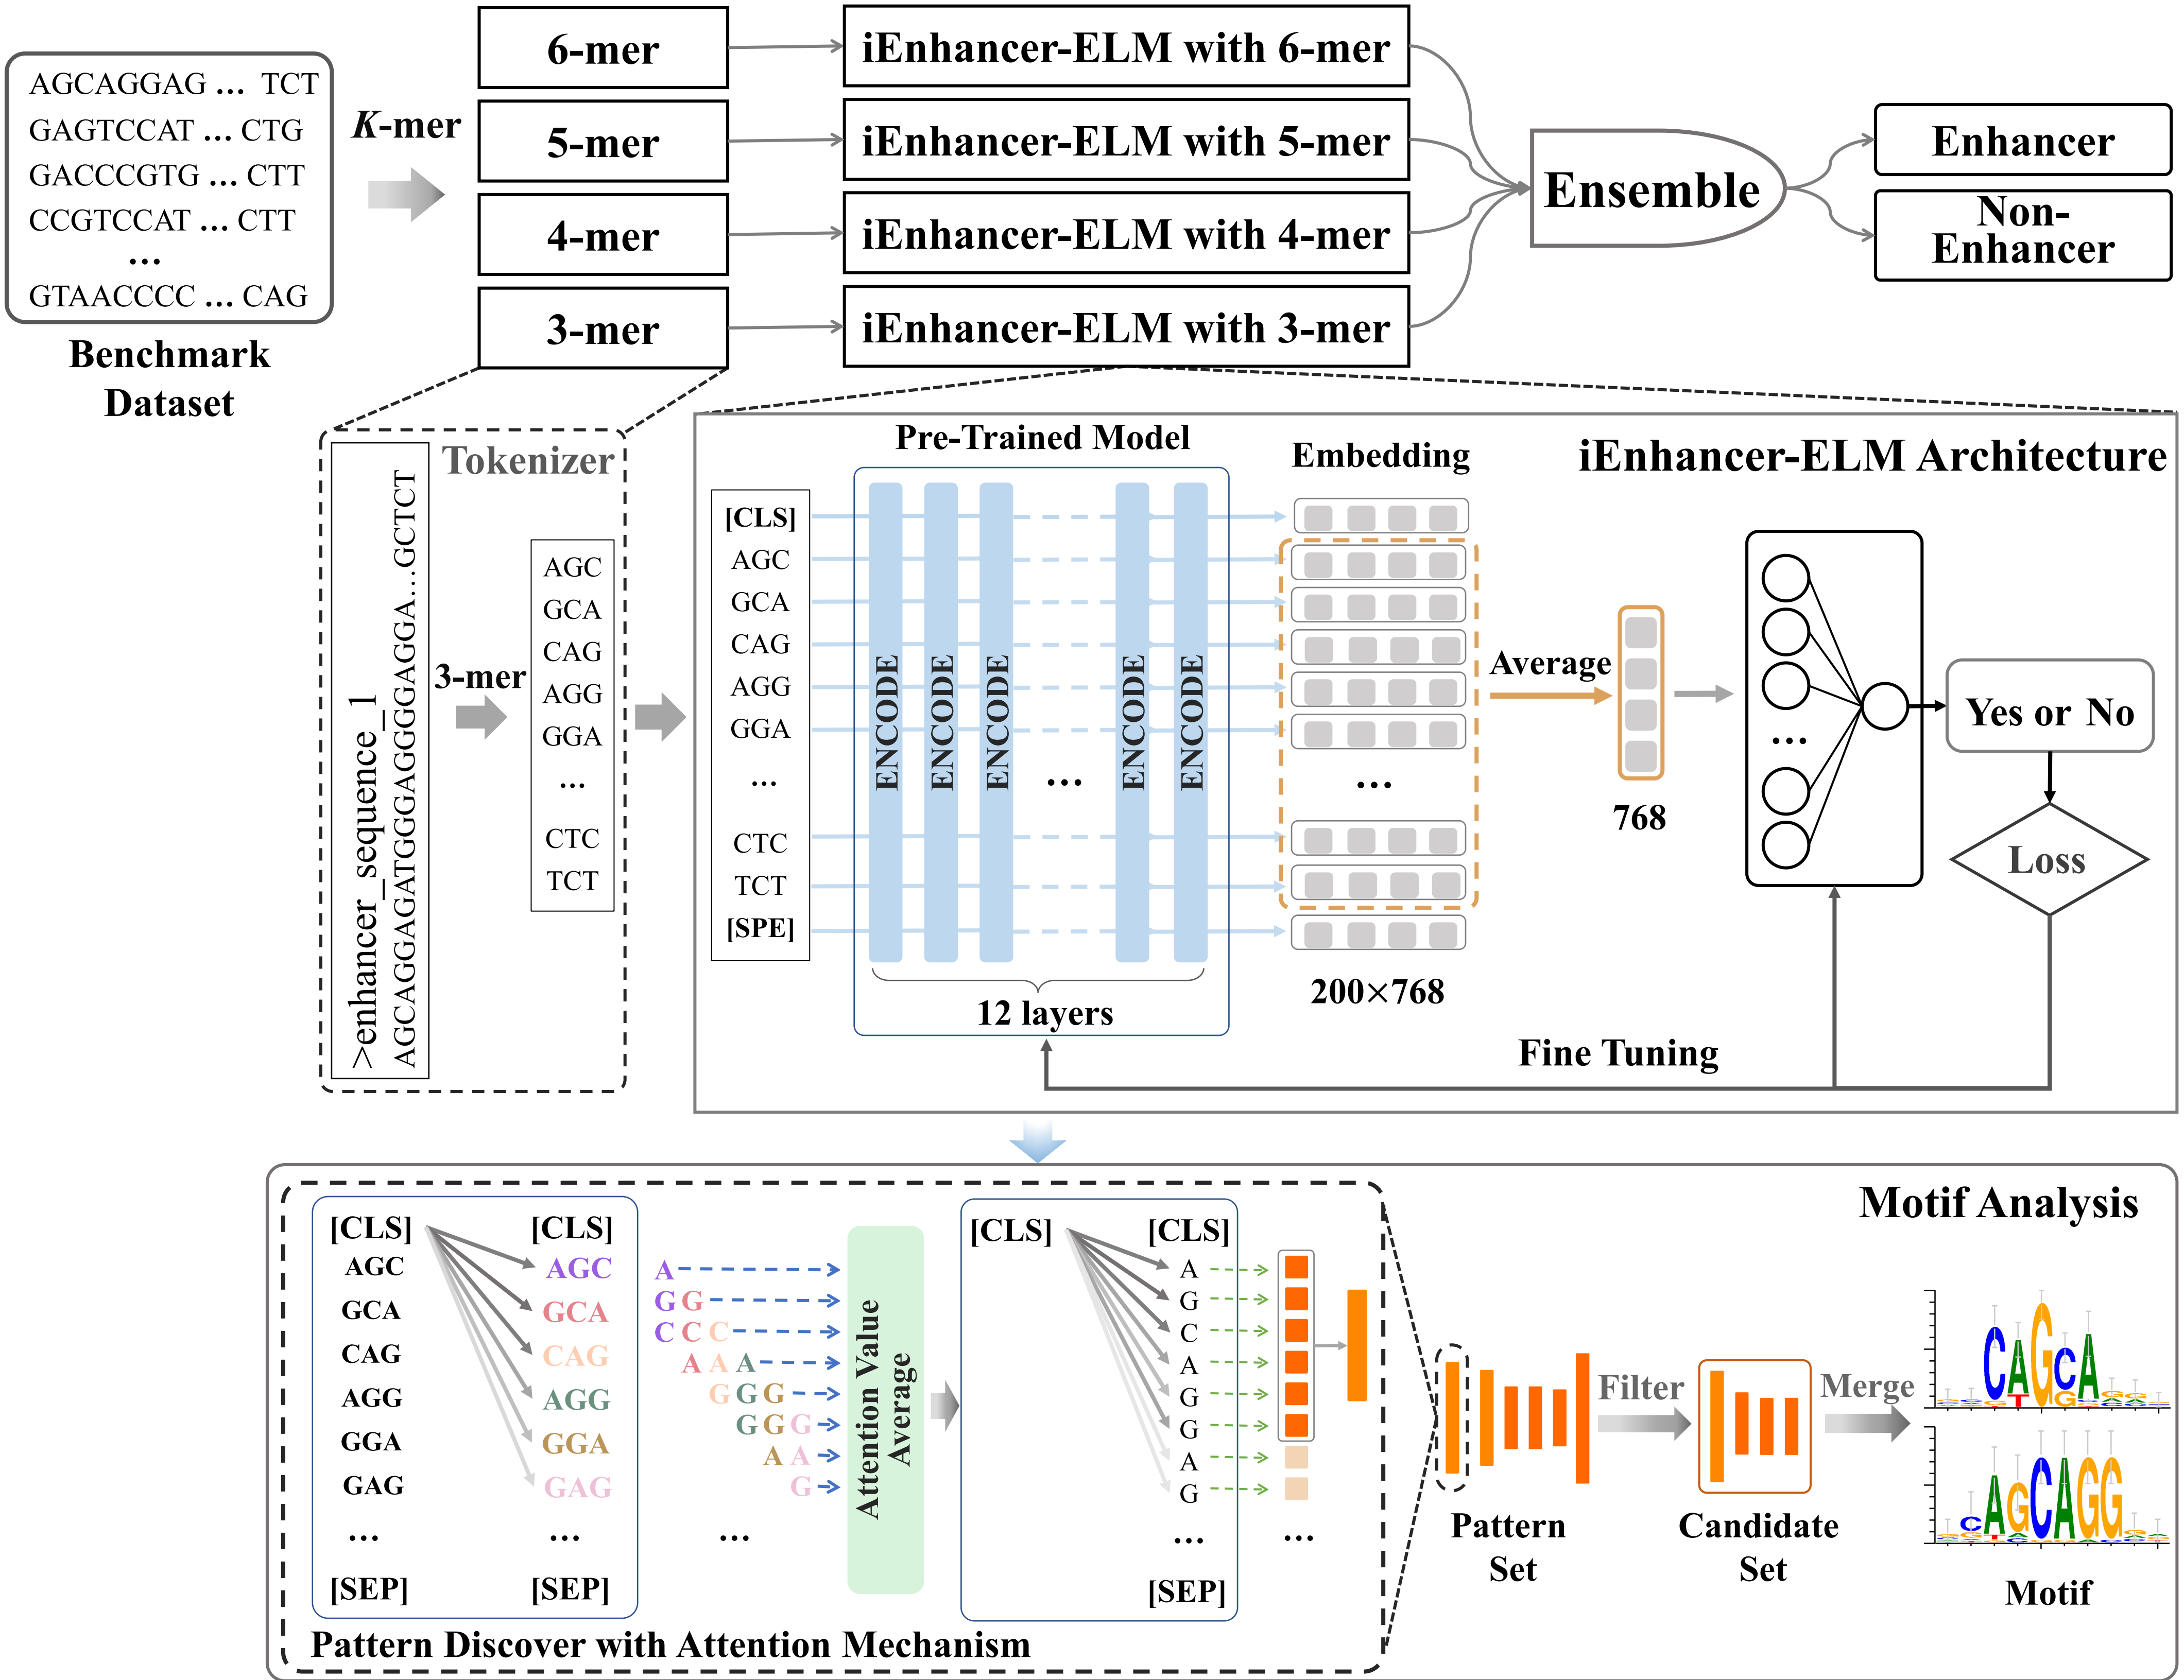 AGCAGGAG ... TCT
GAGTCCAT ... CTG
GACCCGTG ... CTT
CCGTCCAT ... CTT
...
GTAACCCC ... CAG
Benchmark
Dataset
K-mer
6-mer
5-mer
4-mer
3-mer
iEnhancer-ELM with 6-mer
iEnhancer-ELM with 5-mer
iEnhancer-ELM with 4-mer
iEnhancer-ELM with 3-mer
Ensemble
Enhancer
Non-
Enhancer
Tokenizer
>enhancer_sequence_1
AGCAGGAGATGGGAGGGGAGGA...GCTCT
3-mer
AGC
GCA
CAG
AGG
GGA
...
CTC
TCT
iEnhancer-ELM Architecture
Pre-Trained Model
[CLS]
AGC
GCA
CAG
AGG
GGA
...
CTC
TCT
[SPE]
ENCODE
ENCODE
ENCODE
...
ENCODE
ENCODE
12 layers
Embedding
...
200×768
Average
768
...
Yes or No
Loss
Fine Tuning
Motif Analysis
[CLS]
AGC
GCA
CAG
AGG
GGA
GAG
...
[SEP]
[CLS]
AGC
GCA
CAG
AGG
GGA
GAG
...
[SEP]
A
G G
C C C
A A A
G G G
G G G
A A
G
...
Attention Value
Average
[CLS]
[CLS]
A
G
C
A
G
G
A
G
...
[SEP]
...
Pattern Discover with Attention Mechanism
Pattern
Set
Filter
Candidate
Set
Merge
CAGCA
AGCAGG
Motif